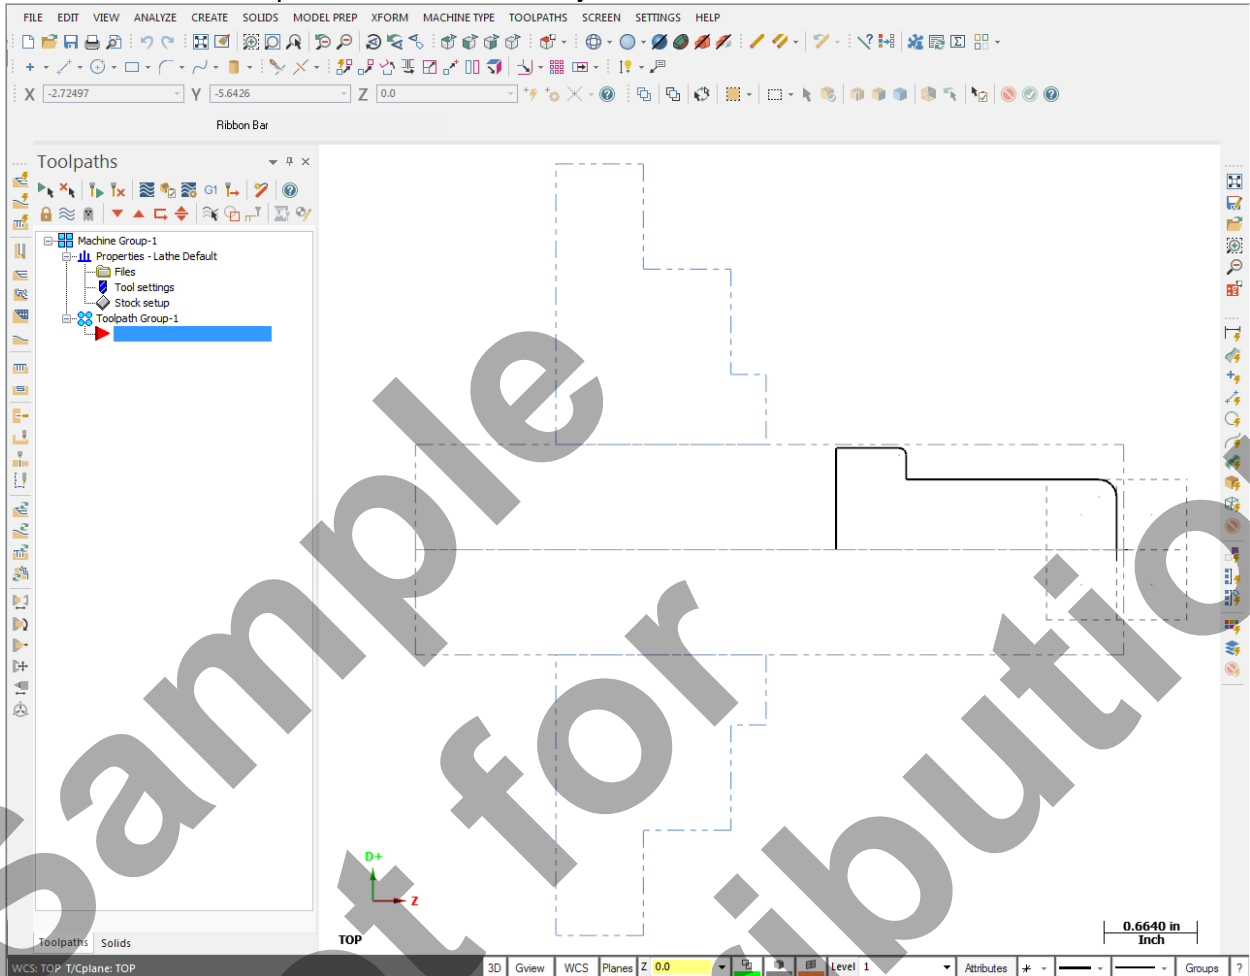 FILE EDIT VIEW ANALYZE CREATE SOLIDS MODEL PREP XFORM MACHINE TYPE TOOLPATHS SCREEN SETTINGS HELP
X -2.72497 Y -5.6426 Z 0.0
Ribbon Bar
Toolpaths
G1
Machine Group-1
Properties - Lathe Default
Files
Tool settings
Stock setup
Toolpath Group-1
Sample
t for
ributio
D+
Z
TOP
0.6640 in
Inch
Toolpaths Solids
WCS: TOP T/Cplane: TOP 3D Gview WCS Planes Z 0.0 Level 1 Attributes Groups ?